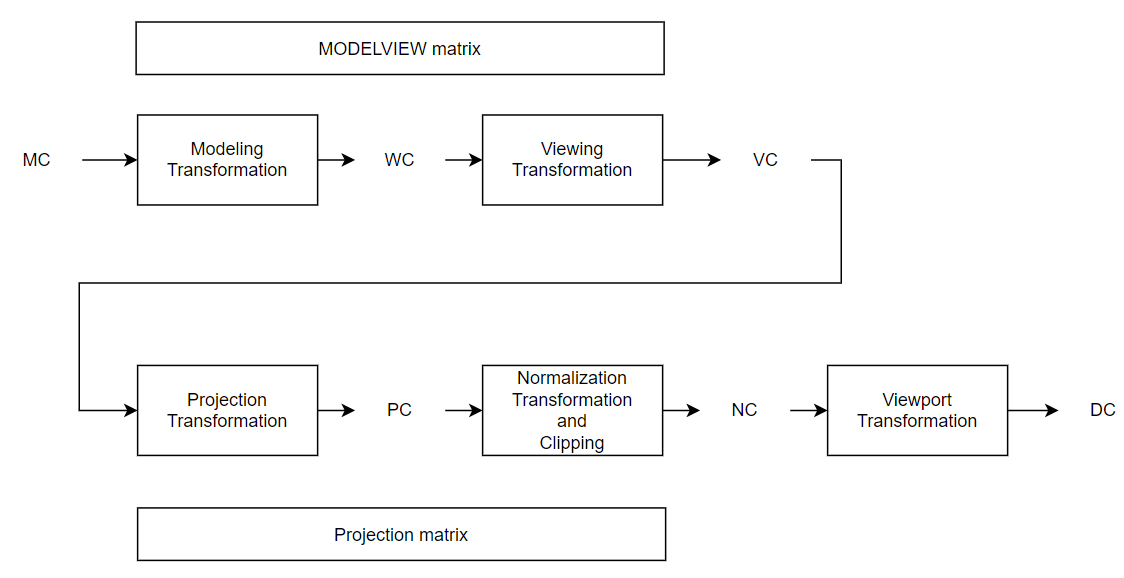 MODELVIEW matrix
MC
Modeling
Transformation
WC
Viewing
Transformation
VC
Projection
Transformation
PC
Normalization
Transformation
and
Clipping
NC
Viewport
Transformation
DC
Projection matrix